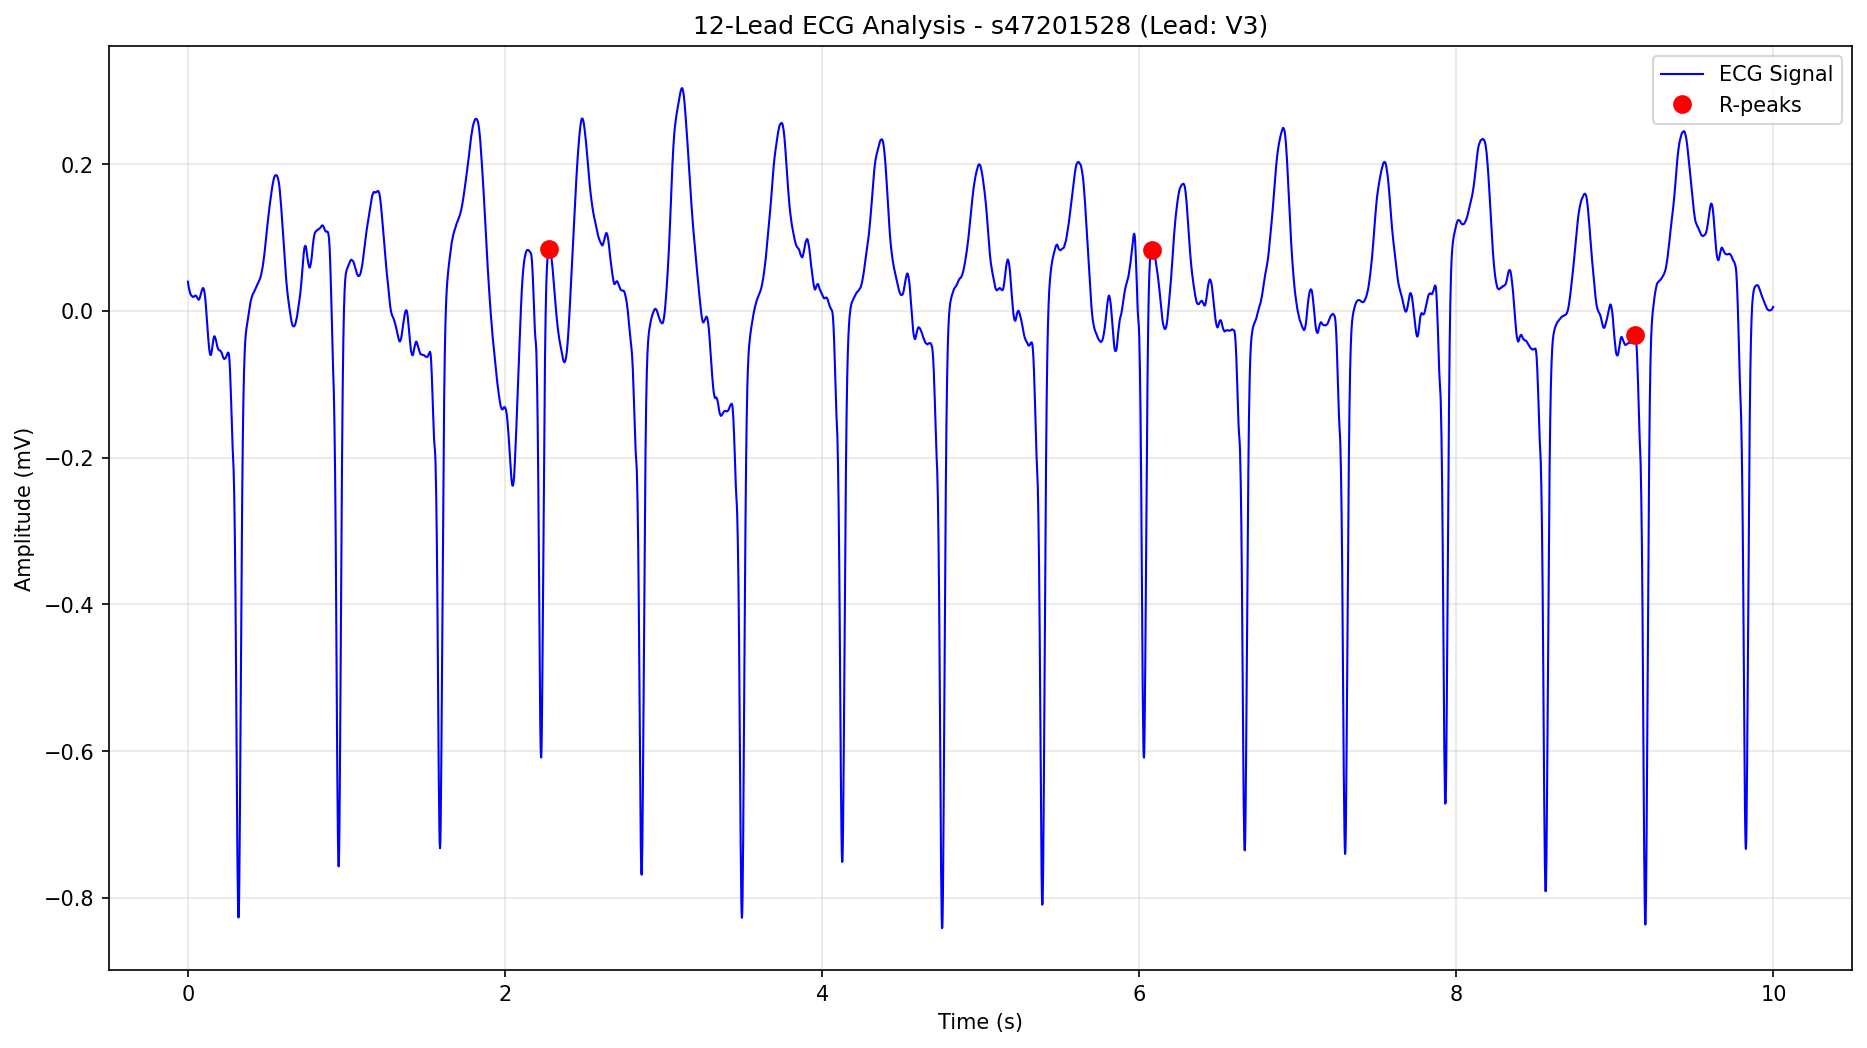 12-Lead ECG Analysis - s47201528 (Lead: V3)
ECG Signal
R-peaks
Amplitude (mV)
0.2
0.0
−0.2
−0.4
−0.6
−0.8
0 2 4 6 8 10
Time (s)